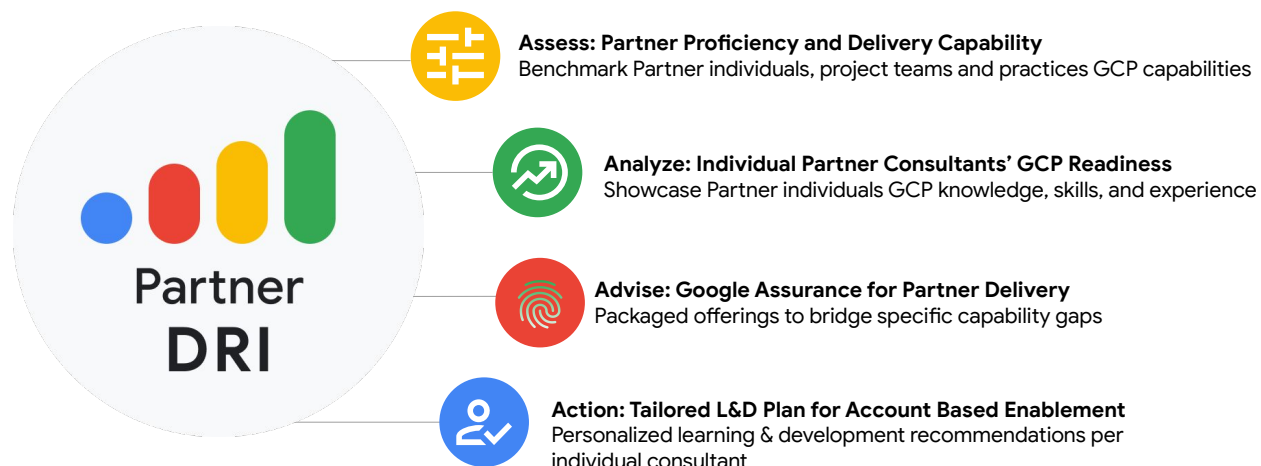 Partner
DRI
Assess: Partner Proficiency and Delivery Capability
Benchmark Partner individuals, project teams and practices GCP capabilities
Analyze: Individual Partner Consultants' GCP Readiness
Showcase Partner individuals GCP knowledge, skills, and experience
Advise: Google Assurance for Partner Delivery
Packaged offerings to bridge specific capability gaps
Action: Tailored L&D Plan for Account Based Enablement
Personalized learning & development recommendations per
individual consultant